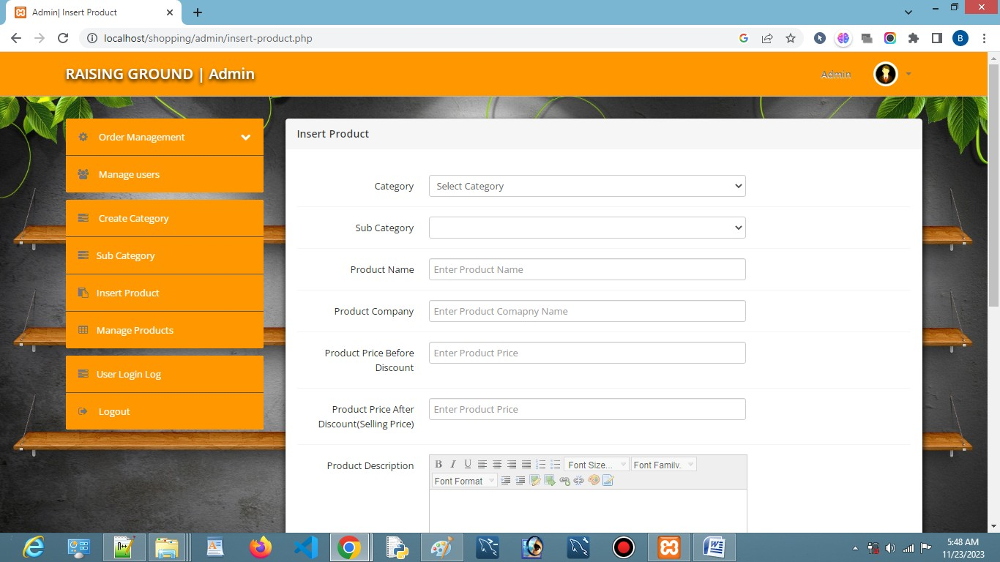 Admin| Insert Product
localhost/shopping/admin/insert-product.php
B
RAISING GROUND | Admin
Admin
Order Management
Manage users
Create Category
Sub Category
Insert Product
Manage Products
User Login Log
Logout
Insert Product
Category
Select Category
Sub Category
Product Name
Enter Product Name
Product Company
Enter Product Comapny Name
Product Price Before
Discount
Enter Product Price
Product Price After
Discount(Selling Price)
Enter Product Price
Product Description
B I U
Font Size...
Font Family.
Font Format
5:48 AM
11/23/2023